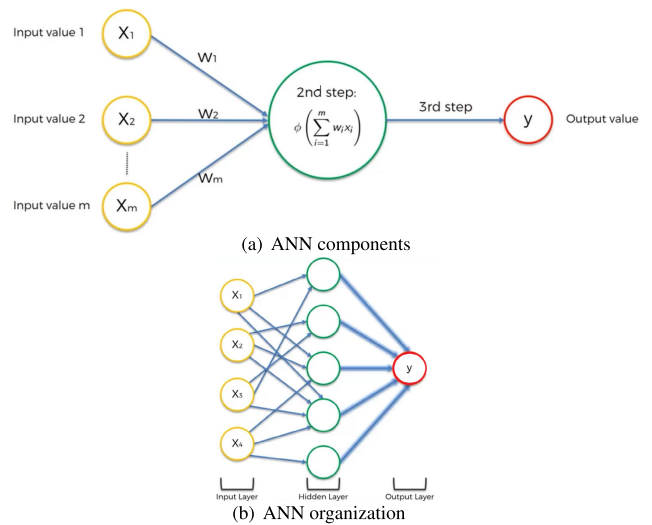 Input value 1
X₁
W₁
Input value 2
X₂
W₂
2nd step:
ϕ ( ∑ᵢ₌₁ᵐ wᵢxᵢ )
3rd step
y
Output value
Input value m
Xₘ
Wₘ
(a) ANN components
X₁
X₂
X₃
X₄
y
Input Layer
Hidden Layer
Output Layer
(b) ANN organization